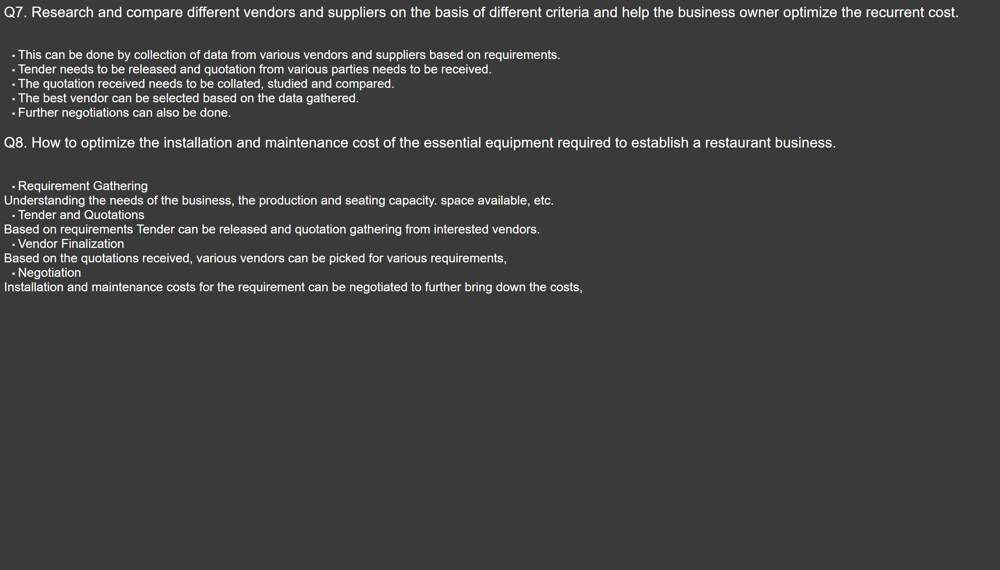 Q7. Research and compare different vendors and suppliers on the basis of different criteria and help the business owner optimize the recurrent cost.
• This can be done by collection of data from various vendors and suppliers based on requirements.
• Tender needs to be released and quotation from various parties needs to be received.
• The quotation received needs to be collated, studied and compared.
• The best vendor can be selected based on the data gathered.
• Further negotiations can also be done.
Q8. How to optimize the installation and maintenance cost of the essential equipment required to establish a restaurant business.
• Requirement Gathering
Understanding the needs of the business, the production and seating capacity. space available, etc.
• Tender and Quotations
Based on requirements Tender can be released and quotation gathering from interested vendors.
• Vendor Finalization
Based on the quotations received, various vendors can be picked for various requirements,
• Negotiation
Installation and maintenance costs for the requirement can be negotiated to further bring down the costs,